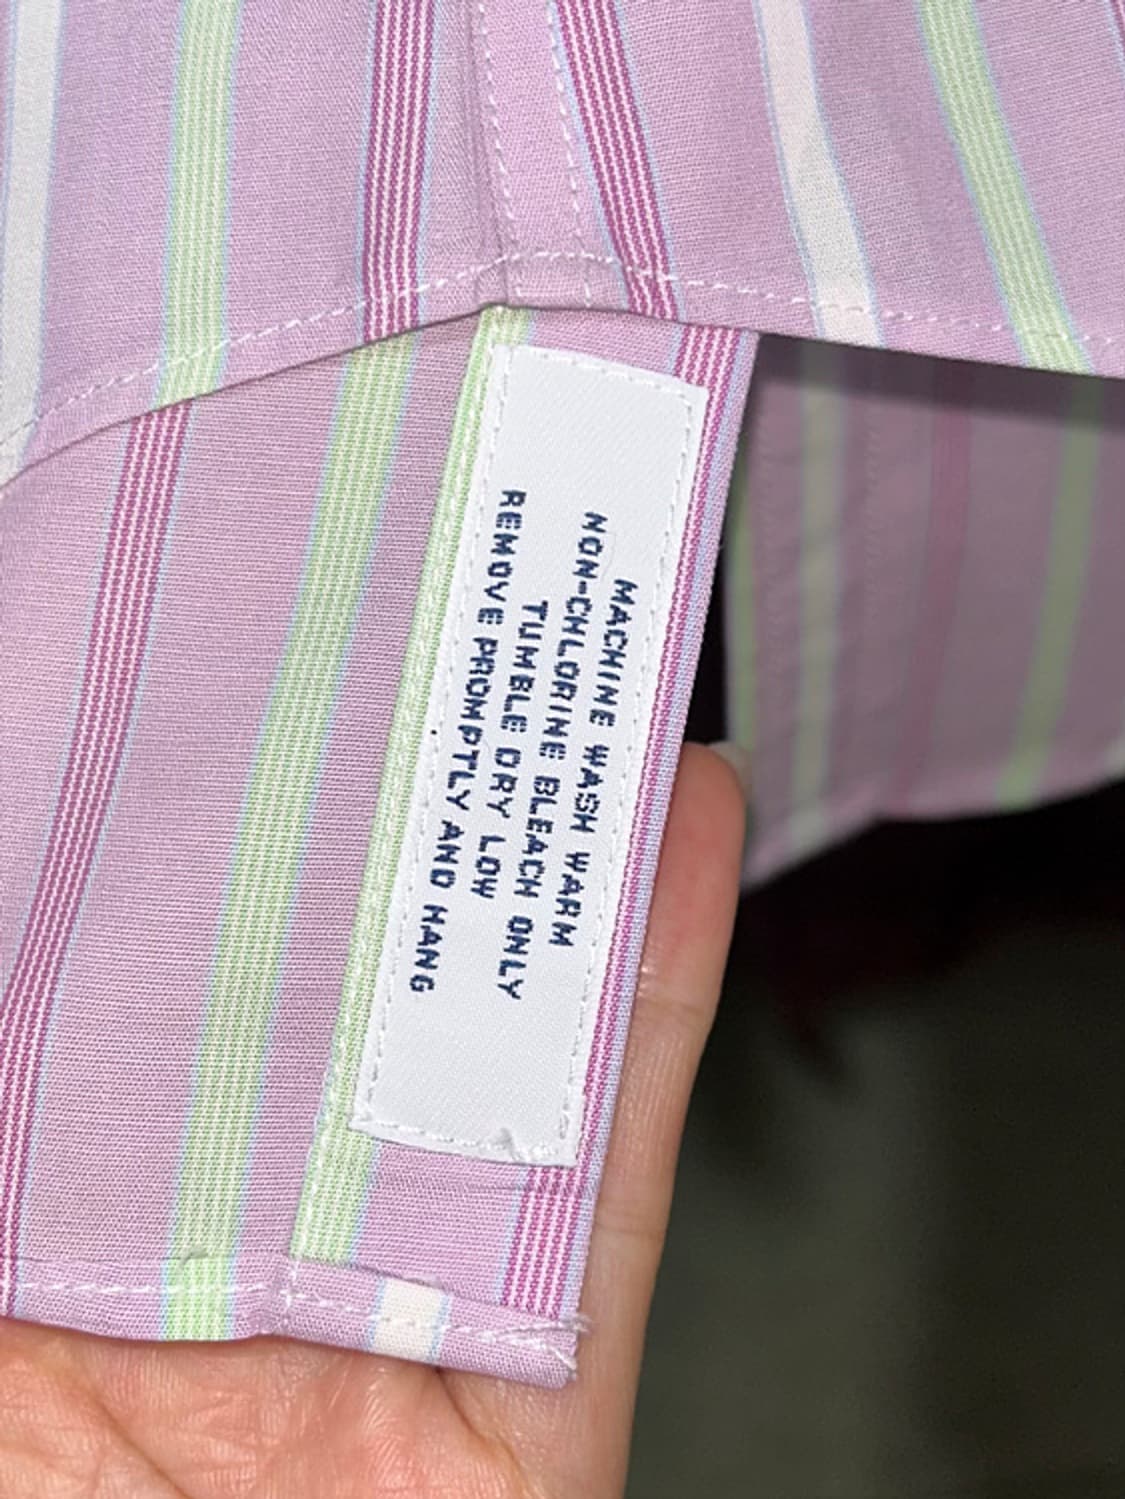 MACHINE WASH WARM
NON-CHLORINE BLEACH ONLY
TUMBLE DRY LOW
REMOVE PROMPTLY AND HANG